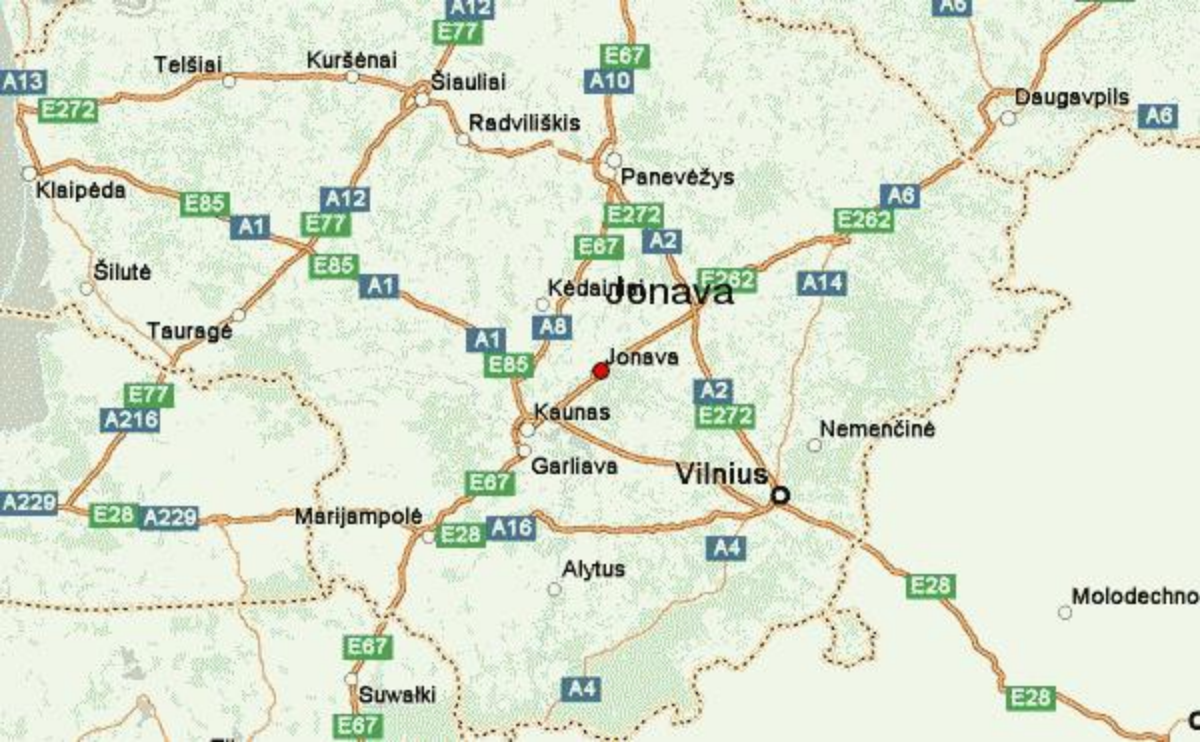 A12
A6
E77
E67
Telšiai
Kuršėnai
A13
Šiauliai
A10
E272
Radviliškis
Daugavpils
A6
Panevėžys
Klaipėda
E85
A12
A6
A1
E77
E272
E262
E67
A2
E85
Šilutė
A1
Kėdainiai
Jonava
E262
A14
Tauragė
A1
A8
E85
Jonava
E77
A2
A216
Kaunas
E272
Nemenčinė
Garliava
Vilnius
E67
A229
E28
A229
Marijampolė
E28
A16
A4
Alytus
E28
Molodechno
E67
A4
Suwałki
E28
E67